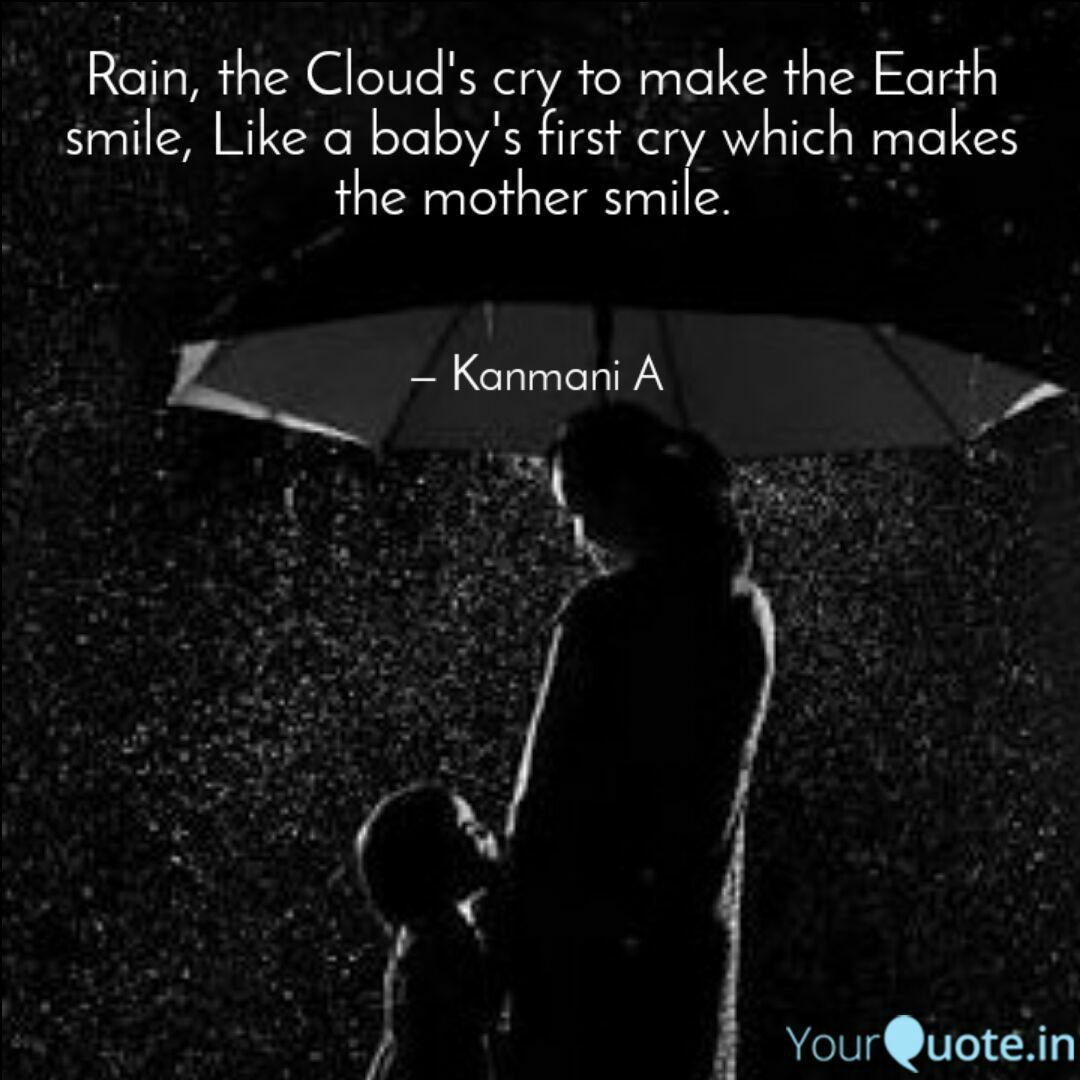 Rain, the Cloud's cry to make the Earth
smile, Like a baby's first cry which makes
the mother smile.
– Kanmani A
YourQuote.in